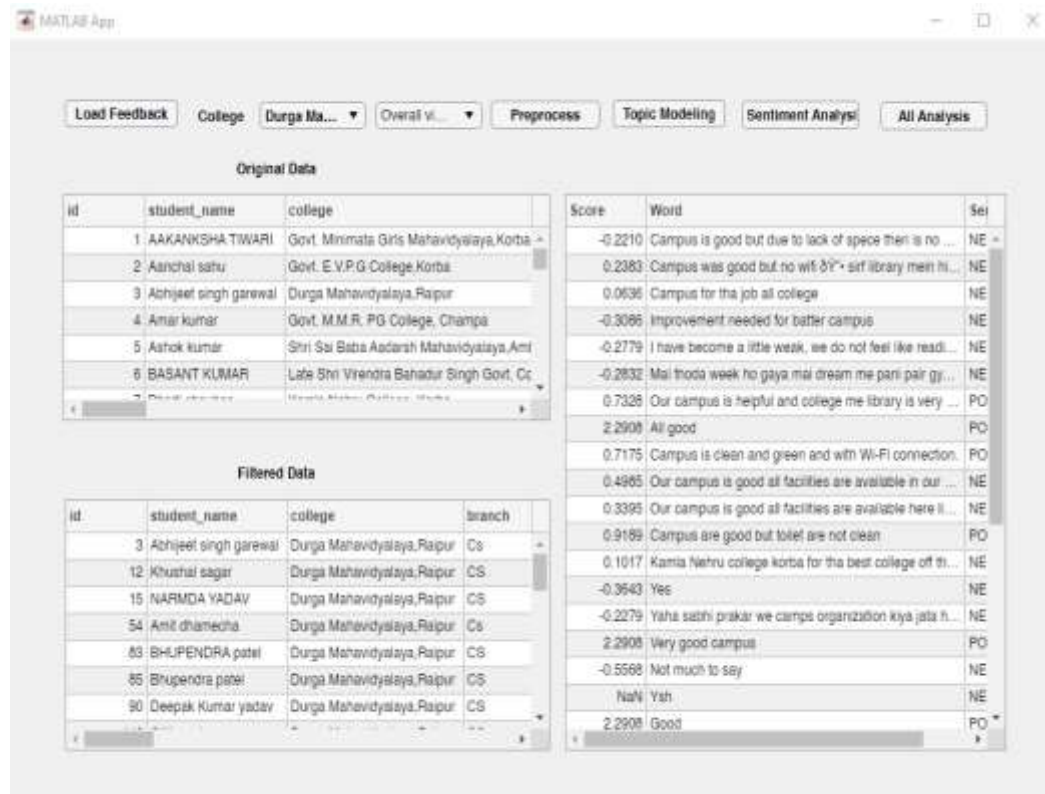 MATLAB App
Load Feedback College Durga Ma... Overall vi... Preprocess Topic Modeling Sentiment Analysi All Analysis
Original Data
id student_name college
1 AAKANKSHA TIWARI Govt. Minimata Girls Mahavidyalaya,Korba
2 Aanchal sahu Govt. E.V.P.G College,Korba
3 Abhijeet singh garewal Durga Mahavidyalaya,Raipur
4 Amar kumar Govt. M.M.R. PG College, Champa
5 Ashok kumar Shri Sai Baba Aadarsh Mahavidyalaya,Am
6 BASANT KUMAR Late Shri Virendra Bahadur Singh Govt. Cc
Filtered Data
id student_name college branch
3 Abhijeet singh garewal Durga Mahavidyalaya,Raipur Cs
12 Khushal sagar Durga Mahavidyalaya,Raipur CS
15 NARMDA YADAV Durga Mahavidyalaya,Raipur CS
54 Amit dhamecha Durga Mahavidyalaya,Raipur Cs
83 BHUPENDRA patel Durga Mahavidyalaya,Raipur CS
85 Bhupendra patel Durga Mahavidyalaya,Raipur CS
90 Deepak Kumar yadav Durga Mahavidyalaya,Raipur CS
Score Word Sei
-0.2210 Campus is good but due to lack of spece then is no ... NE
0.2383 Campus was good but no wifi ðŸ˜• sirf library mein hi... NE
0.0636 Campus for tha job all college NE
-0.3086 Improvement needed for batter campus NE
-0.2779 I have become a little weak, we do not feel like readi... NE
-0.2832 Mai thoda week ho gaya mai dream me pani pair gy... NE
0.7328 Our campus is helpful and college me library is very ... PO
2.2908 All good PO
0.7175 Campus is clean and green and with Wi-Fi connection. PO
0.4985 Our campus is good all facilities are available in our ... NE
0.3395 Our campus is good all facilities are available here li... NE
0.9189 Campus are good but toilet are not clean PO
0.1017 Kamla Nehru college korba for tha best college off th... NE
-0.3643 Yes NE
-0.2279 Yaha sabhi prakar we camps organization kiya jata h... NE
2.2908 Very good campus PO
-0.5568 Not much to say NE
NaN Ysh NE
2.2908 Good PO